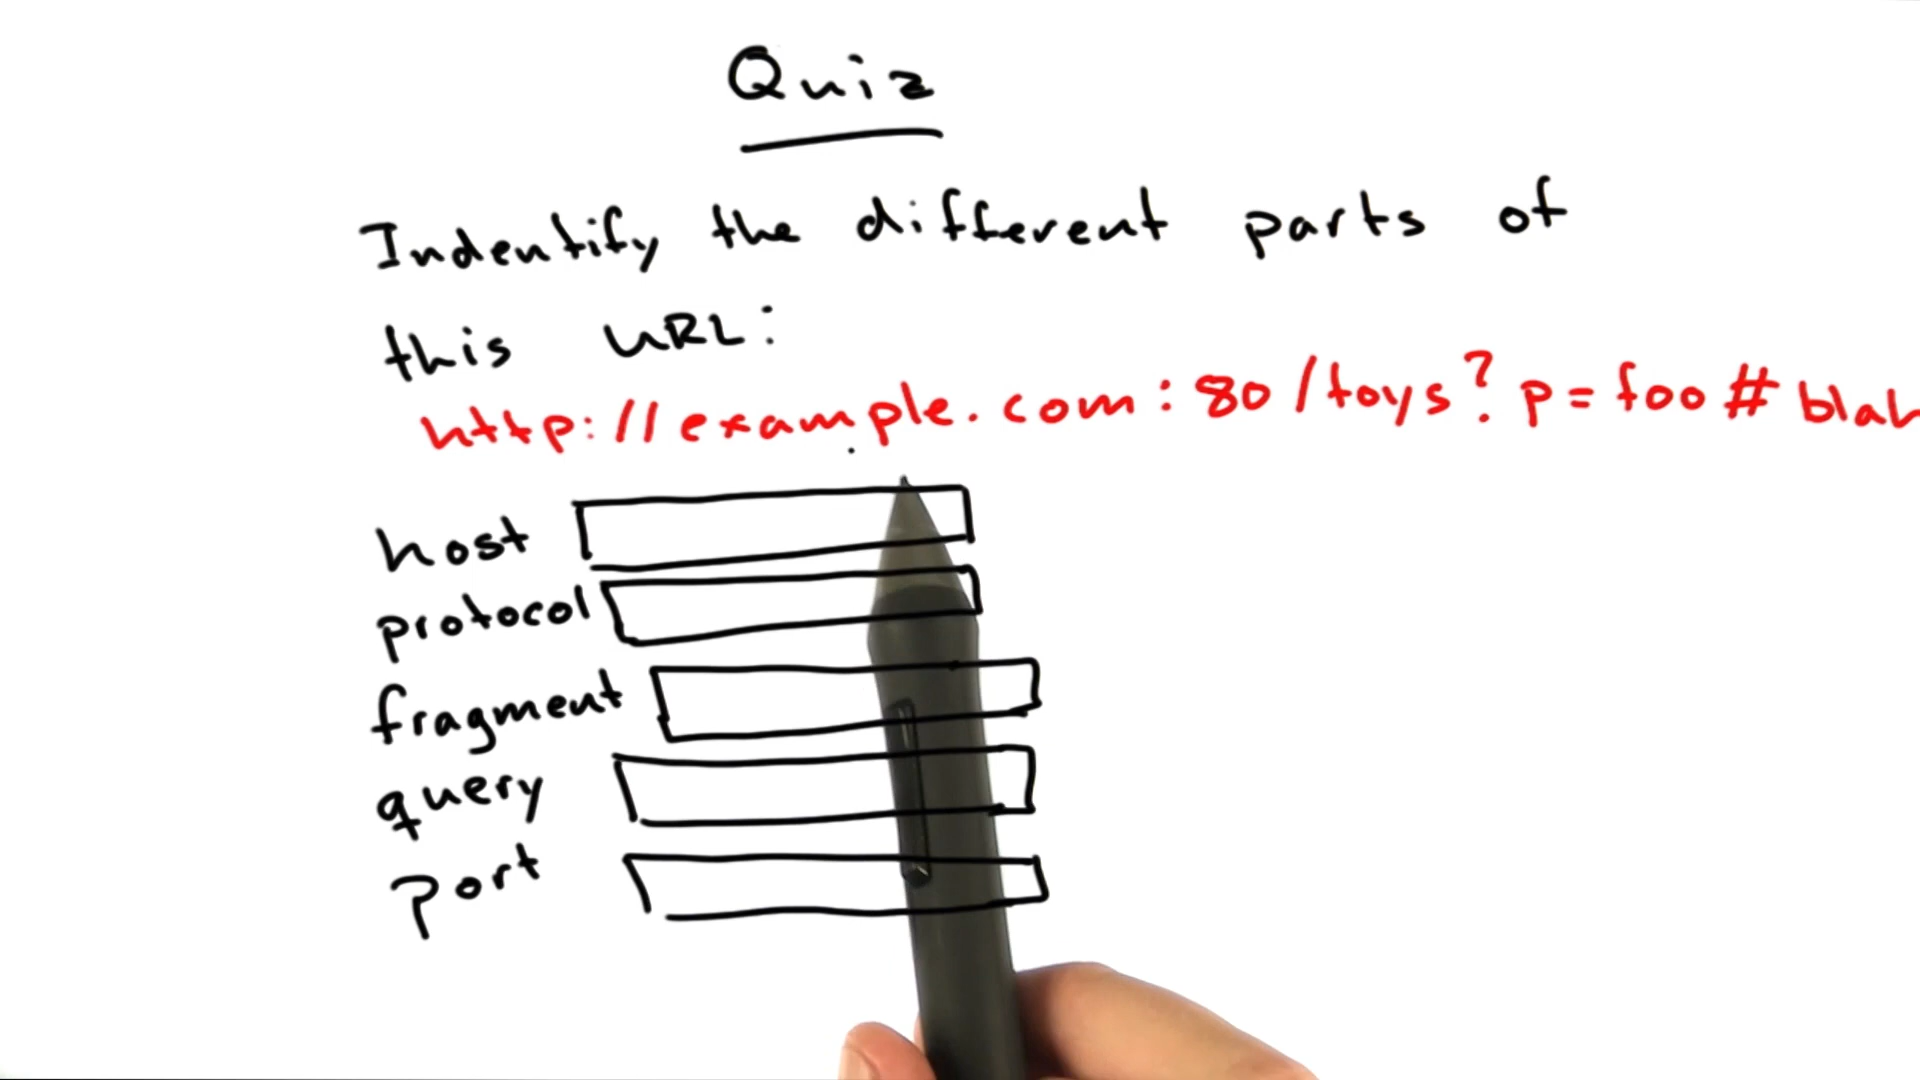 Quiz
Indentify the different parts of
this URL:
http://example.com:80/toys?p=foo#blah
host
protocol
fragment
query
port